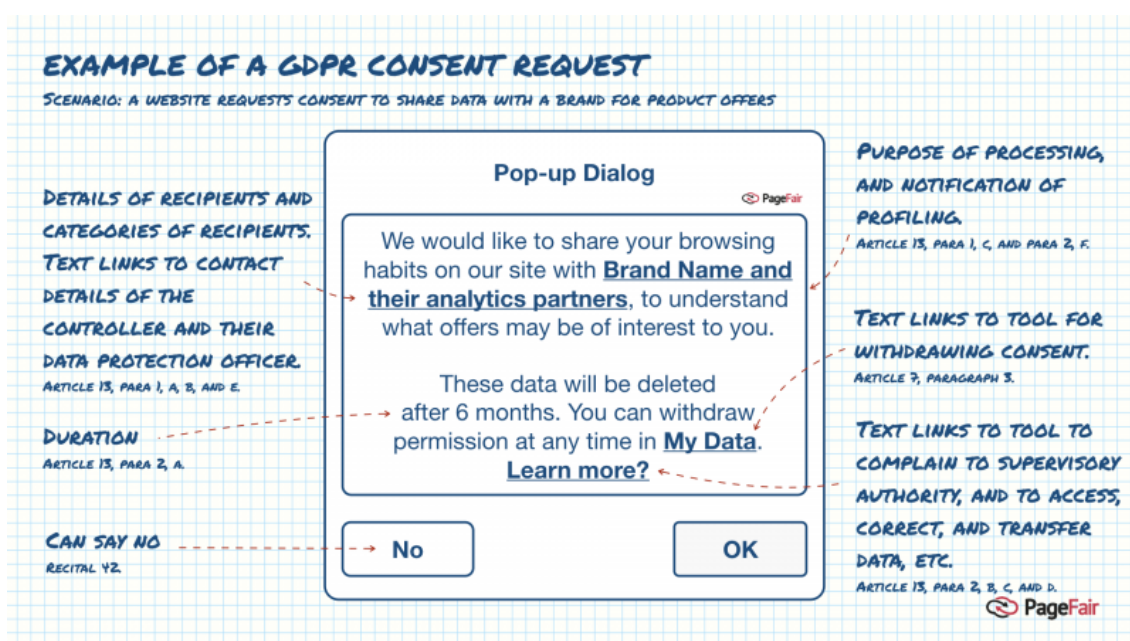 EXAMPLE OF A GDPR CONSENT REQUEST
SCENARIO: A WEBSITE REQUESTS CONSENT TO SHARE DATA WITH A BRAND FOR PRODUCT OFFERS
DETAILS OF RECIPIENTS AND
CATEGORIES OF RECIPIENTS.
TEXT LINKS TO CONTACT
DETAILS OF THE
CONTROLLER AND THEIR
DATA PROTECTION OFFICER.
ARTICLE 13, PARA 1, A, B, AND E.
DURATION
ARTICLE 13, PARA 2, A.
CAN SAY NO
RECITAL 42.
Pop-up Dialog
PageFair
We would like to share your browsing
habits on our site with Brand Name and
their analytics partners, to understand
what offers may be of interest to you.
These data will be deleted
after 6 months. You can withdraw
permission at any time in My Data.
Learn more?
No
OK
PURPOSE OF PROCESSING,
AND NOTIFICATION OF
PROFILING.
ARTICLE 13, PARA 1, C, AND PARA 2, F.
TEXT LINKS TO TOOL FOR
WITHDRAWING CONSENT.
ARTICLE 7, PARAGRAPH 3.
TEXT LINKS TO TOOL TO
COMPLAIN TO SUPERVISORY
AUTHORITY, AND TO ACCESS,
CORRECT, AND TRANSFER
DATA, ETC.
ARTICLE 13, PARA 2, B, C, AND D.
PageFair